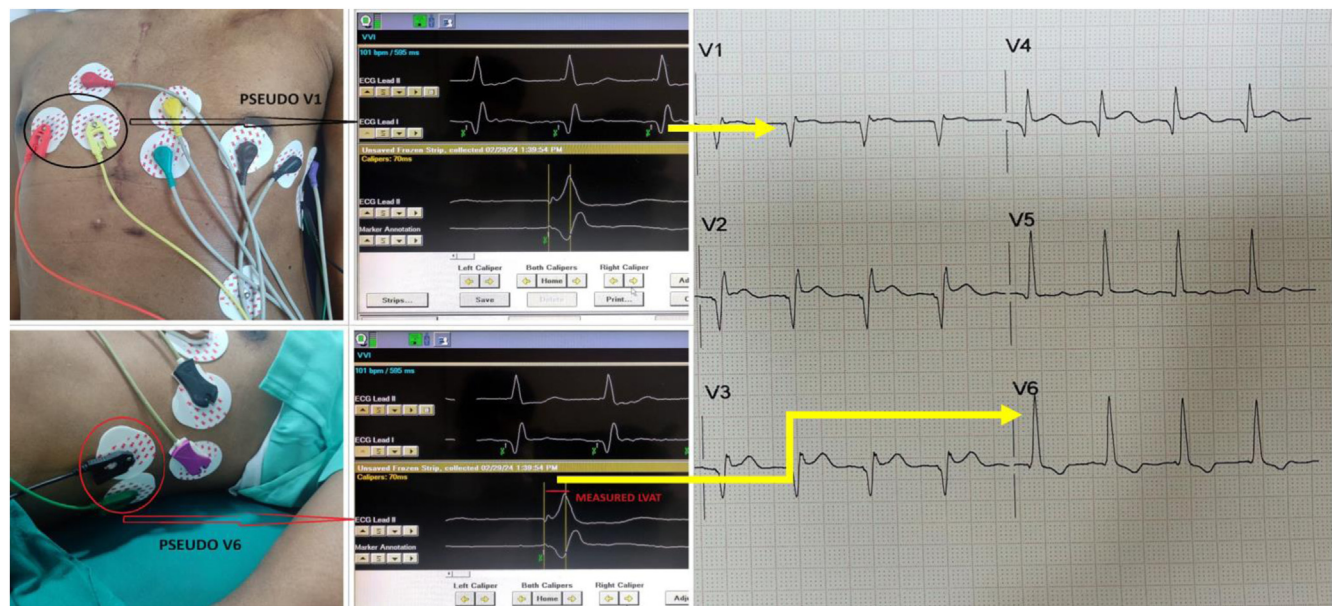 PSEUDO V1
VVI
101 bpm / 595 ms
ECG Lead II
S
ECG Lead I
S
Unsaved Frozen Strip, collected 02/29/24 1:39:54 PM
Calipers: 70ms
ECG Lead II
S
Marker Annotation
S
Left Caliper Both Calipers Right Caliper
Home Ad
Strips... Save Delete Print... C
V1 V4
V2 V5
V3 V6
PSEUDO V6
VVI
101 bpm / 595 ms
ECG Lead II
S
ECG Lead I
S
Unsaved Frozen Strip, collected 02/29/24 1:39:54 PM
Calipers: 70ms
MEASURED LVAT
ECG Lead II
S
Marker Annotation
S
Left Caliper Both Calipers Right Caliper
Home Adj